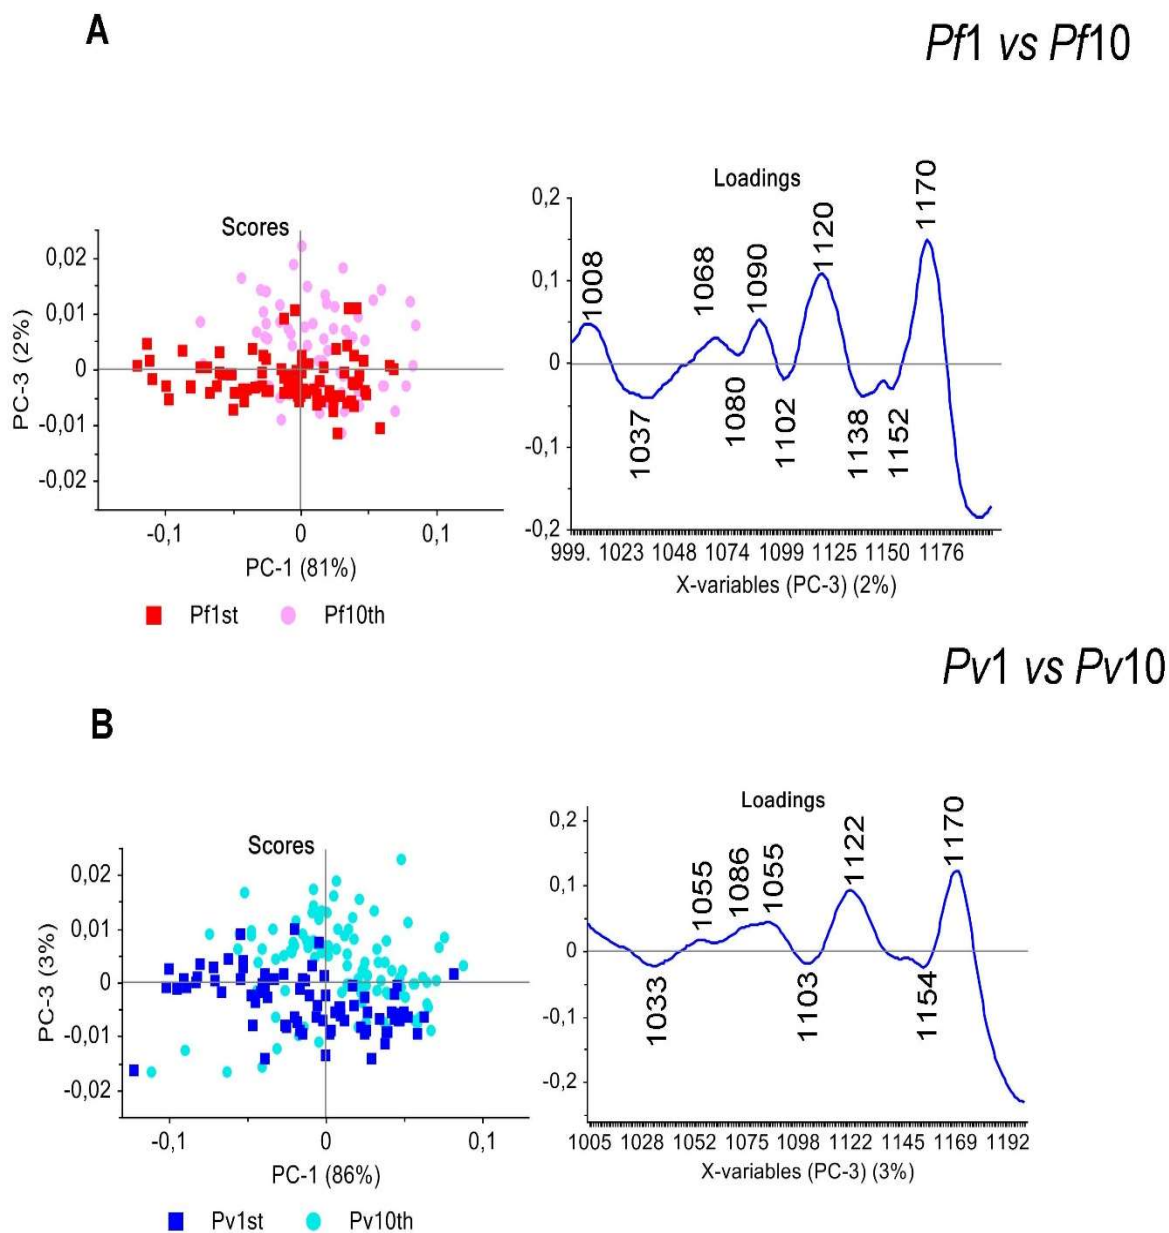 A
Pf1 vs Pf10
Scores
0,02
0,01
0
-0,01
-0,02
PC-3 (2%)
-0,1 0 0,1
PC-1 (81%)
Pf1st Pf10th
Loadings
0,2
0,1
0
-0,1
-0,2
1008 1068 1090 1120 1170
1037 1080 1102 1138 1152
999. 1023 1048 1074 1099 1125 1150 1176
X-variables (PC-3) (2%)
Pv1 vs Pv10
B
Scores
0,02
0,01
0
-0,01
-0,02
PC-3 (3%)
-0,1 0 0,1
PC-1 (86%)
Pv1st Pv10th
Loadings
0,2
0,1
0
-0,1
-0,2
1055 1086 1055 1122 1170
1033 1103 1154
1005 1028 1052 1075 1098 1122 1145 1169 1192
X-variables (PC-3) (3%)